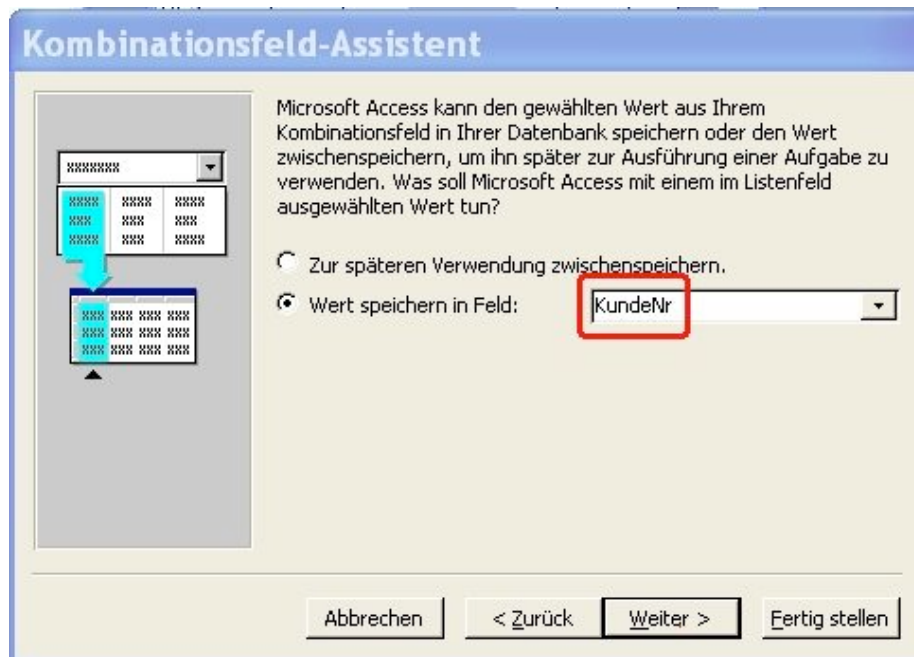 Kombinationsfeld-Assistent
Microsoft Access kann den gewählten Wert aus Ihrem
Kombinationsfeld in Ihrer Datenbank speichern oder den Wert
zwischenspeichern, um ihn später zur Ausführung einer Aufgabe zu
verwenden. Was soll Microsoft Access mit einem im Listenfeld
ausgewählten Wert tun?
Zur späteren Verwendung zwischenspeichern.
Wert speichern in Feld: KundeNr
Abbrechen < Zurück Weiter > Fertig stellen